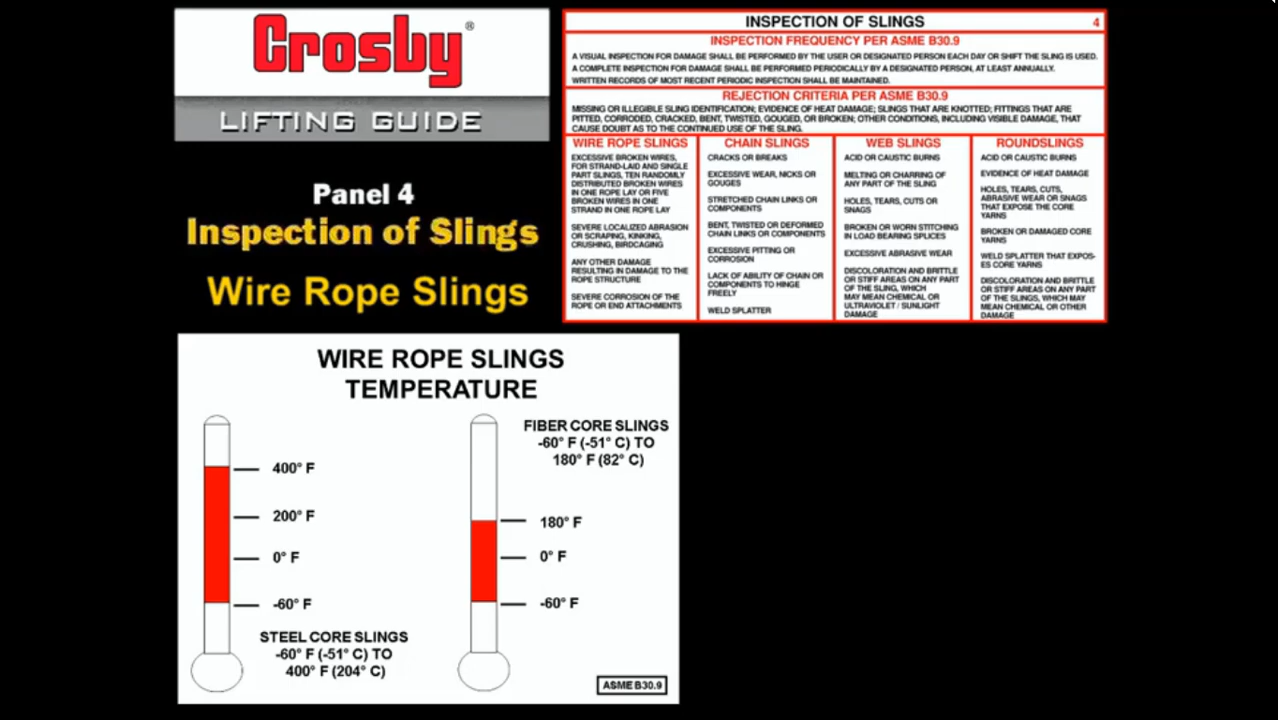 Crosby®
LIFTING GUIDE
Panel 4
Inspection of Slings
Wire Rope Slings
INSPECTION OF SLINGS 4
INSPECTION FREQUENCY PER ASME B30.9
A VISUAL INSPECTION FOR DAMAGE SHALL BE PERFORMED BY THE USER OR DESIGNATED PERSON EACH DAY OR SHIFT THE SLING IS USED.
A COMPLETE INSPECTION FOR DAMAGE SHALL BE PERFORMED PERIODICALLY BY A DESIGNATED PERSON, AT LEAST ANNUALLY.
WRITTEN RECORDS OF MOST RECENT PERIODIC INSPECTION SHALL BE MAINTAINED.
REJECTION CRITERIA PER ASME B30.9
MISSING OR ILLEGIBLE SLING IDENTIFICATION; EVIDENCE OF HEAT DAMAGE; SLINGS THAT ARE KNOTTED; FITTINGS THAT ARE
PITTED, CORRODED, CRACKED, BENT, TWISTED, GOUGED, OR BROKEN; OTHER CONDITIONS, INCLUDING VISIBLE DAMAGE, THAT
CAUSE DOUBT AS TO THE CONTINUED USE OF THE SLING.
WIRE ROPE SLINGS
EXCESSIVE BROKEN WIRES,
FOR STRAND-LAID AND SINGLE
PART SLINGS, TEN RANDOMLY
DISTRIBUTED BROKEN WIRES
IN ONE ROPE LAY OR FIVE
BROKEN WIRES IN ONE
STRAND IN ONE ROPE LAY
SEVERE LOCALIZED ABRASION
OR SCRAPING, KINKING,
CRUSHING, BIRDCAGING
ANY OTHER DAMAGE
RESULTING IN DAMAGE TO THE
ROPE STRUCTURE
SEVERE CORROSION OF THE
ROPE OR END ATTACHMENTS
CHAIN SLINGS
CRACKS OR BREAKS
EXCESSIVE WEAR, NICKS OR
GOUGES
STRETCHED CHAIN LINKS OR
COMPONENTS
BENT, TWISTED OR DEFORMED
CHAIN LINKS OR COMPONENTS
EXCESSIVE PITTING OR
CORROSION
LACK OF ABILITY OF CHAIN OR
COMPONENTS TO HINGE
FREELY
WELD SPLATTER
WEB SLINGS
ACID OR CAUSTIC BURNS
MELTING OR CHARRING OF
ANY PART OF THE SLING
HOLES, TEARS, CUTS OR
SNAGS
BROKEN OR WORN STITCHING
IN LOAD BEARING SPLICES
EXCESSIVE ABRASIVE WEAR
DISCOLORATION AND BRITTLE
OR STIFF AREAS ON ANY PART
OF THE SLING, WHICH
MAY MEAN CHEMICAL OR
ULTRAVIOLET / SUNLIGHT
DAMAGE
ROUNDSLINGS
ACID OR CAUSTIC BURNS
EVIDENCE OF HEAT DAMAGE
HOLES, TEARS, CUTS,
ABRASIVE WEAR OR SNAGS
THAT EXPOSE THE CORE
YARNS
BROKEN OR DAMAGED CORE
YARNS
WELD SPLATTER THAT EXPOS-
ES CORE YARNS
DISCOLORATION AND BRITTLE
OR STIFF AREAS ON ANY PART
OF THE SLINGS, WHICH MAY
MEAN CHEMICAL OR OTHER
DAMAGE
WIRE ROPE SLINGS
TEMPERATURE
400° F
200° F
0° F
-60° F
STEEL CORE SLINGS
-60° F (-51° C) TO
400° F (204° C)
FIBER CORE SLINGS
-60° F (-51° C) TO
180° F (82° C)
180° F
0° F
-60° F
ASME B30.9